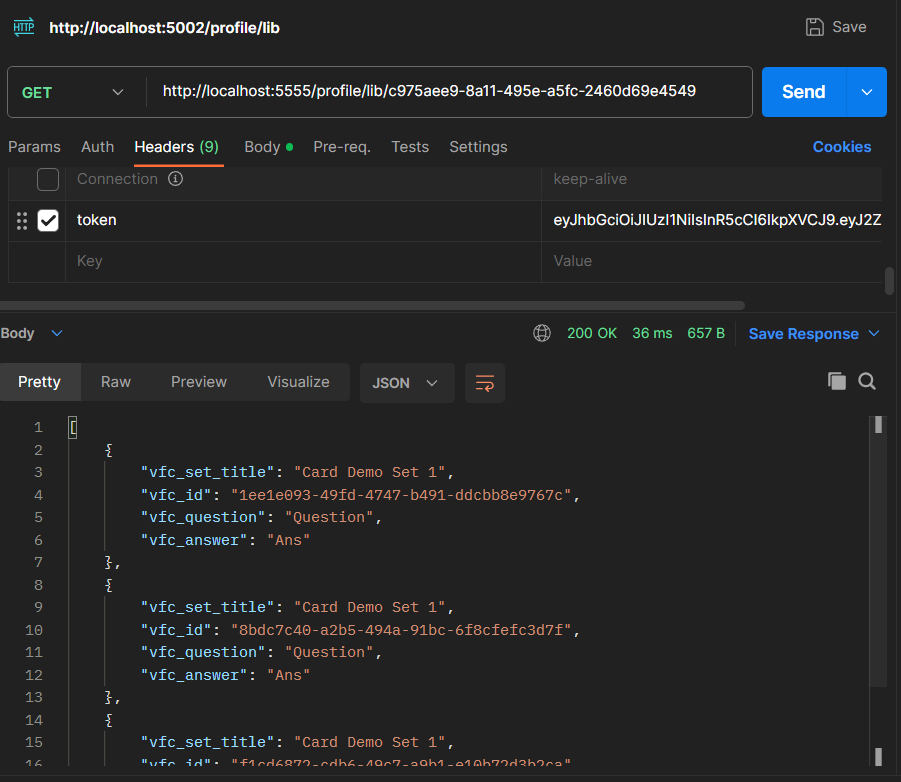 HTTP http://localhost:5002/profile/lib Save
GET http://localhost:5555/profile/lib/c975aee9-8a11-495e-a5fc-2460d69e4549 Send
Params Auth Headers (9) Body Pre-req. Tests Settings Cookies
Connection keep-alive
token eyJhbGciOiJIUzI1NiIsInR5cCI6IkpXVCJ9.eyJ2Z
Key Value
Body 200 OK 36 ms 657 B Save Response
Pretty Raw Preview Visualize JSON
1 [
2 {
3 "vfc_set_title": "Card Demo Set 1",
4 "vfc_id": "1ee1e093-49fd-4747-b491-ddcbb8e9767c",
5 "vfc_question": "Question",
6 "vfc_answer": "Ans"
7 },
8 {
9 "vfc_set_title": "Card Demo Set 1",
10 "vfc_id": "8bdc7c40-a2b5-494a-91bc-6f8cfefc3d7f",
11 "vfc_question": "Question",
12 "vfc_answer": "Ans"
13 },
14 {
15 "vfc_set_title": "Card Demo Set 1",
16 "vfc_id": "f1cd6872-cdb6-49c7-a9b1-e10b72d3b2ca"